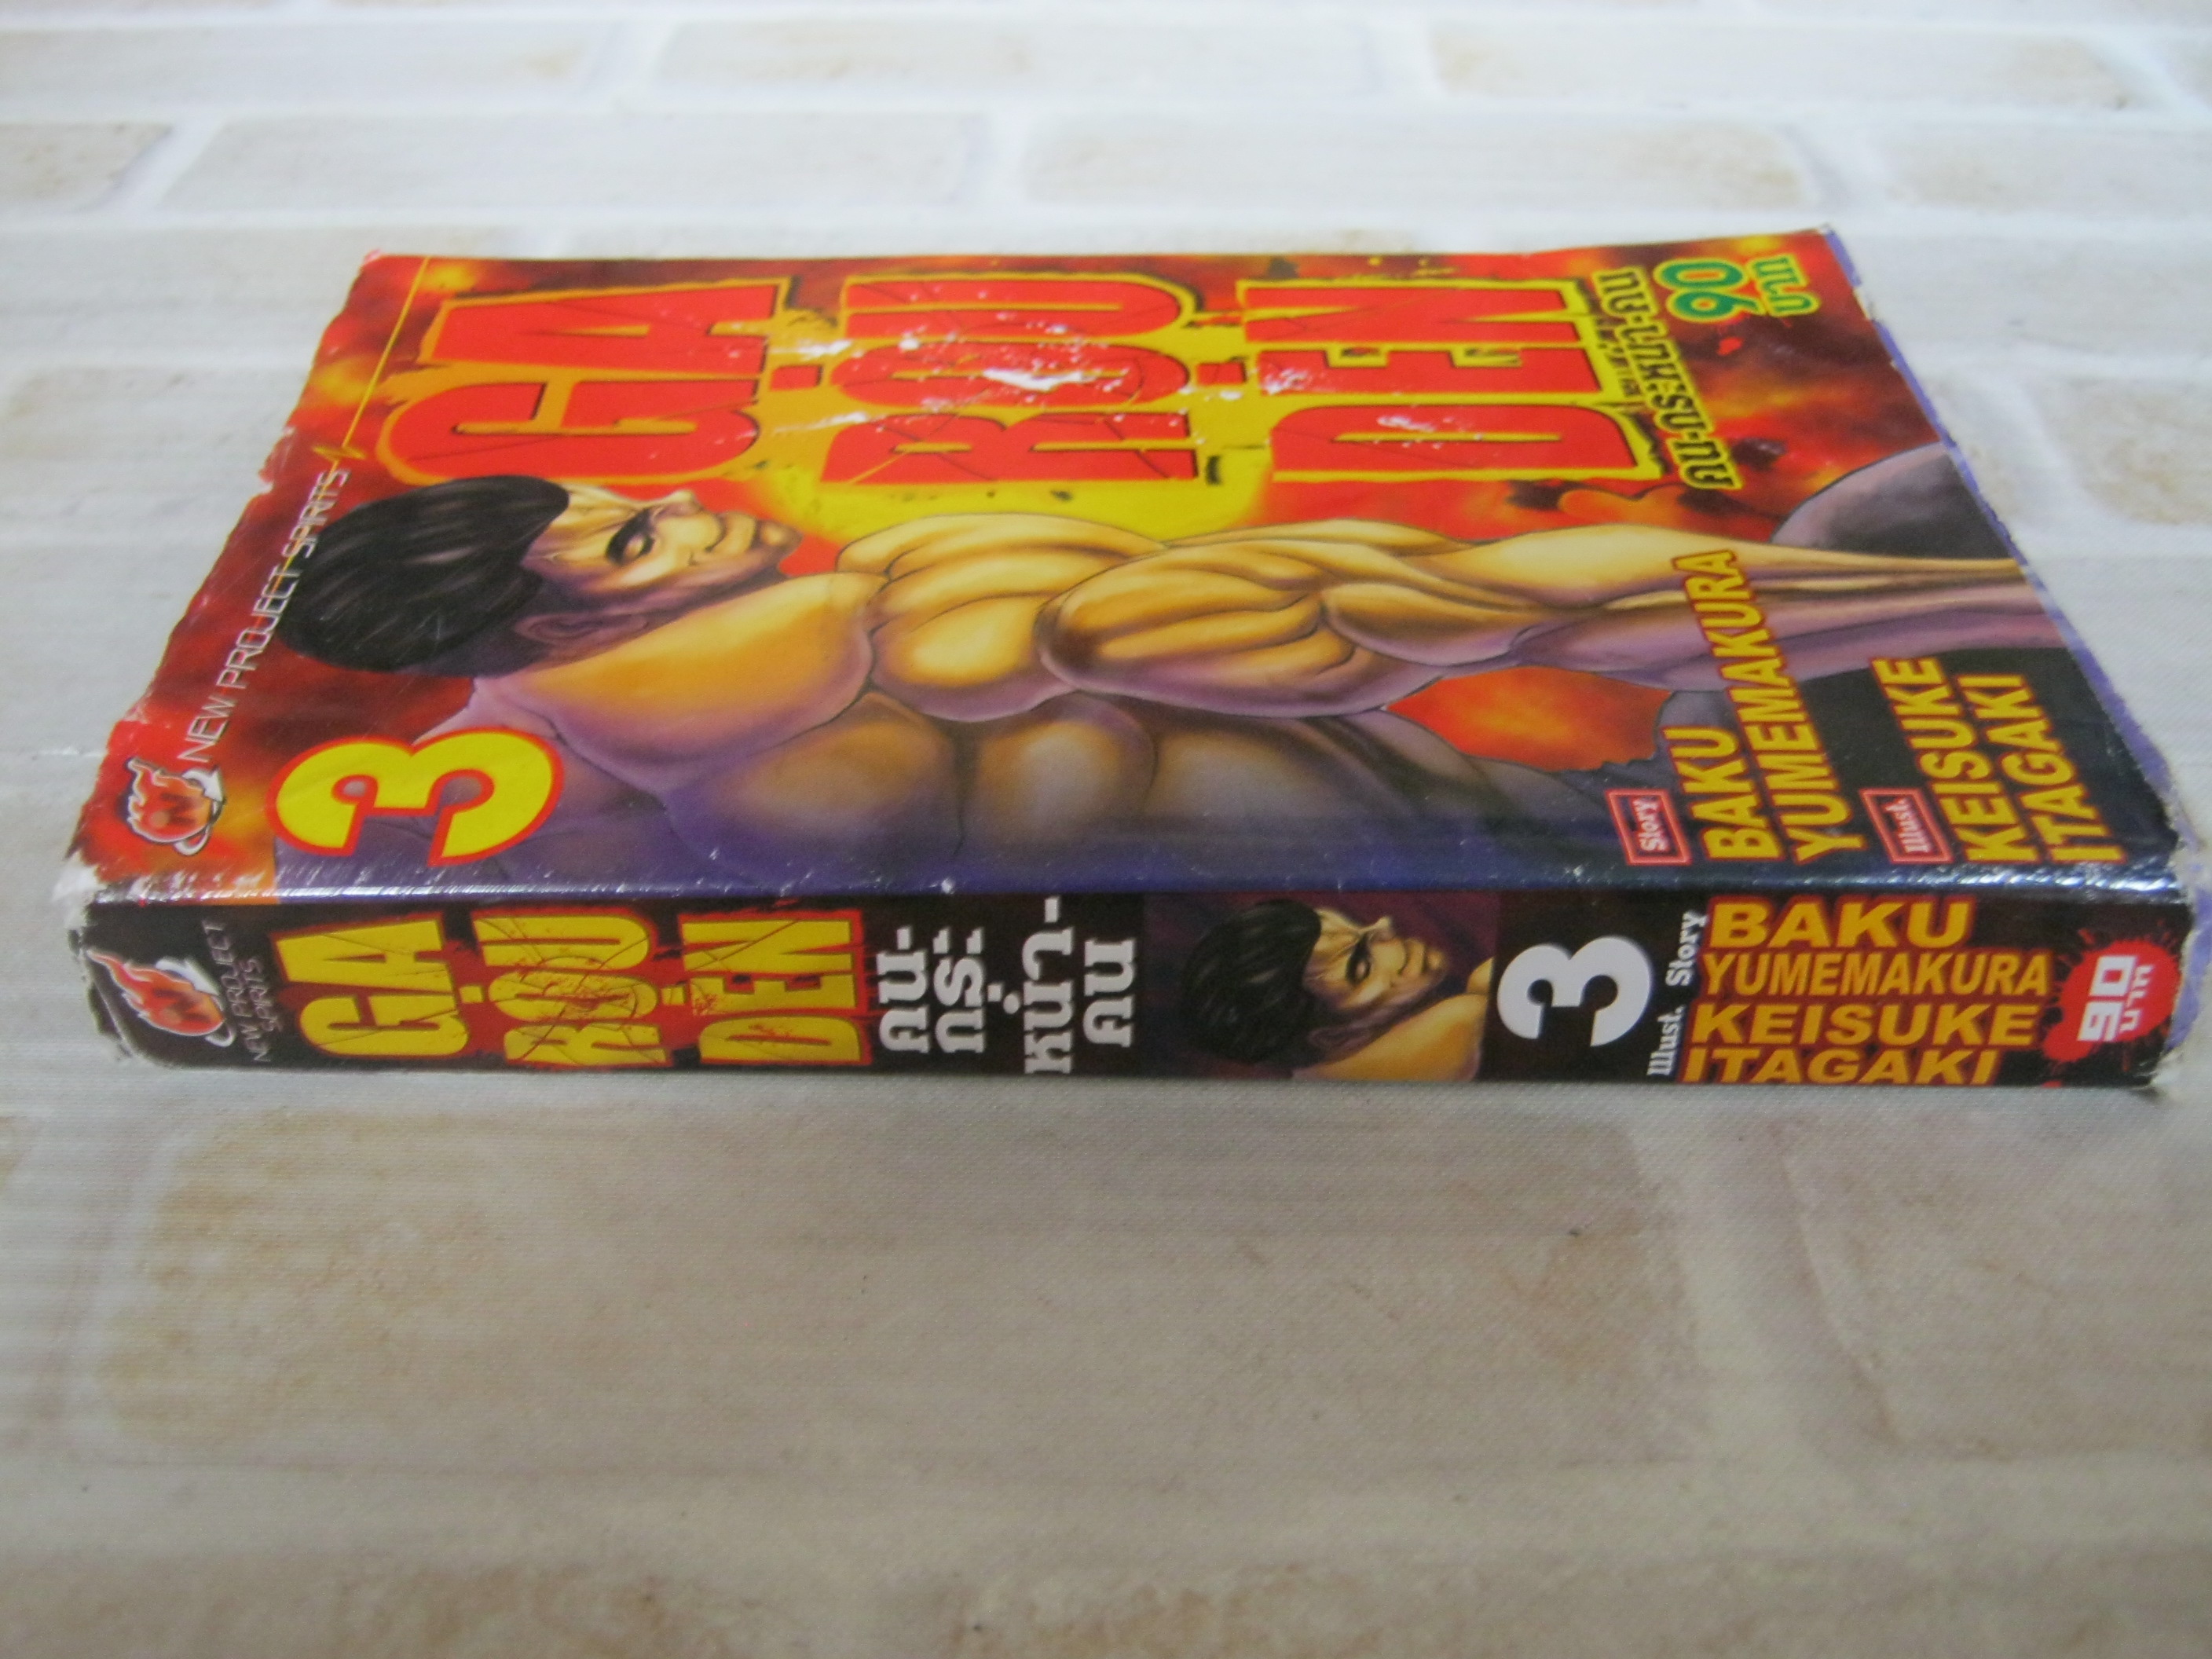 NEW PROJECT SPIRITS
GA
ROU
DEN
คน-กระหน่ำ-คน
90
บาท
3
Story
BAKU
YUMEMAKURA
Illust.
KEISUKE
ITAGAKI
N
NEW PROJECT
SPIRITS
GA
ROU
DEN
คน-
กระ-
หน่ำ-
คน
3
Story
BAKU
YUMEMAKURA
Illust.
KEISUKE
ITAGAKI
90
บาท